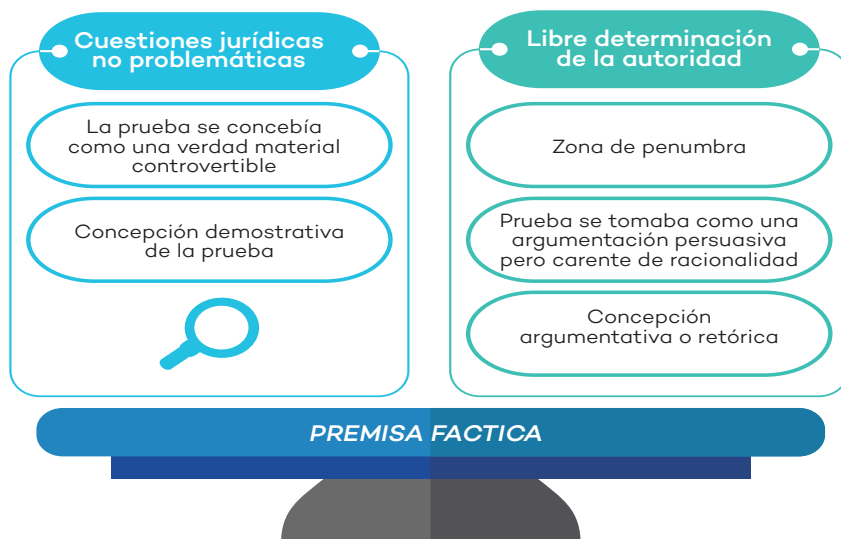 Cuestiones jurídicas
no problemáticas
La prueba se concebía
como una verdad material
controvertible
Concepción demostrativa
de la prueba
Libre determinación
de la autoridad
Zona de penumbra
Prueba se tomaba como una
argumentación persuasiva
pero carente de racionalidad
Concepción
argumentativa o retórica
PREMISA FACTICA